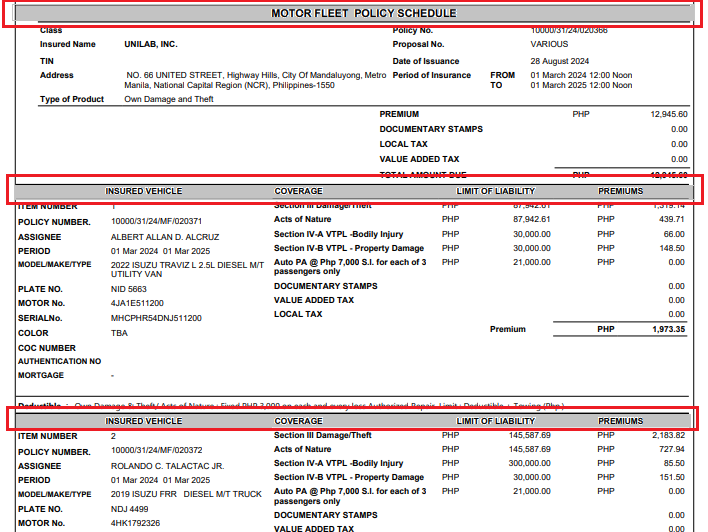 MOTOR FLEET POLICY SCHEDULE
Class Policy No. 10000/31/24/020366
Insured Name UNILAB, INC. Proposal No. VARIOUS
TIN Date of Issuance 28 August 2024
Address NO. 66 UNITED STREET, Highway Hills, City Of Mandaluyong, Metro Period of Insurance FROM 01 March 2024 12:00 Noon
Manila, National Capital Region (NCR), Philippines-1550 TO 01 March 2025 12:00 Noon
Type of Product Own Damage and Theft
PREMIUM PHP 12,945.60
DOCUMENTARY STAMPS 0.00
LOCAL TAX 0.00
VALUE ADDED TAX 0.00
TOTAL AMOUNT DUE PHP 12,945.60
INSURED VEHICLE COVERAGE LIMIT OF LIABILITY PREMIUMS
ITEM NUMBER 1 Section III Damage/Theft PHP 87,942.61 PHP 1,319.14
POLICY NUMBER. 10000/31/24/MF/020371 Acts of Nature PHP 87,942.61 PHP 439.71
ASSIGNEE ALBERT ALLAN D. ALCRUZ Section IV-A VTPL -Bodily Injury PHP 30,000.00 PHP 66.00
PERIOD 01 Mar 2024 01 Mar 2025 Section IV-B VTPL - Property Damage PHP 30,000.00 PHP 148.50
MODEL/MAKE/TYPE 2022 ISUZU TRAVIZ L 2.5L DIESEL M/T Auto PA @ Php 7,000 S.I. for each of 3 PHP 21,000.00 PHP 0.00
UTILITY VAN passengers only
PLATE NO. NID 5663 DOCUMENTARY STAMPS 0.00
MOTOR No. 4JA1E511200 VALUE ADDED TAX 0.00
SERIALNo. MHCPHR54DNJ511200 LOCAL TAX 0.00
COLOR TBA Premium PHP 1,973.35
COC NUMBER
AUTHENTICATION NO
MORTGAGE -
Deductible : Own Damage & Theft/ Acts of Nature : Fixed PHP 3,000 on each and every loss Authorized Repair Limit : Deductible + Towing (Php )
INSURED VEHICLE COVERAGE LIMIT OF LIABILITY PREMIUMS
ITEM NUMBER 2 Section III Damage/Theft PHP 145,587.69 PHP 2,183.82
POLICY NUMBER. 10000/31/24/MF/020372 Acts of Nature PHP 145,587.69 PHP 727.94
ASSIGNEE ROLANDO C. TALACTAC JR. Section IV-A VTPL -Bodily Injury PHP 300,000.00 PHP 85.50
PERIOD 01 Mar 2024 01 Mar 2025 Section IV-B VTPL - Property Damage PHP 30,000.00 PHP 151.50
MODEL/MAKE/TYPE 2019 ISUZU FRR DIESEL M/T TRUCK Auto PA @ Php 7,000 S.I. for each of 3 PHP 21,000.00 PHP 0.00
passengers only
PLATE NO. NDJ 4499 DOCUMENTARY STAMPS 0.00
MOTOR No. 4HK1792326 VALUE ADDED TAX 0.00